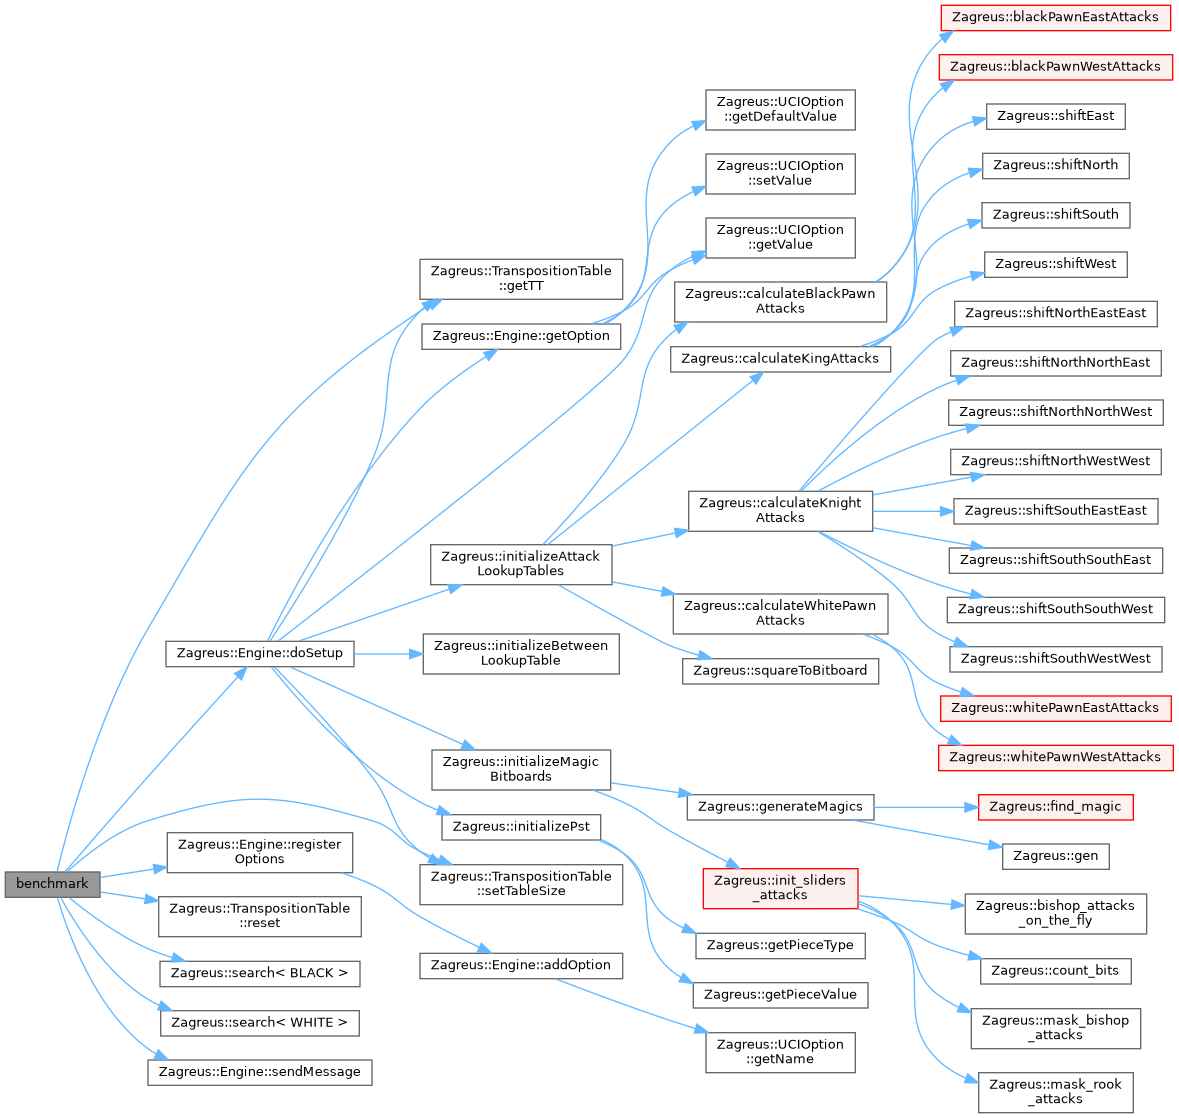 benchmark
Zagreus::Engine::doSetup
Zagreus::Engine::register
Options
Zagreus::TranspositionTable
::reset
Zagreus::search< BLACK >
Zagreus::search< WHITE >
Zagreus::Engine::sendMessage
Zagreus::TranspositionTable
::getTT
Zagreus::Engine::getOption
Zagreus::initializeAttack
LookupTables
Zagreus::initializeBetween
LookupTable
Zagreus::initializeMagic
Bitboards
Zagreus::initializePst
Zagreus::TranspositionTable
::setTableSize
Zagreus::Engine::addOption
Zagreus::UCIOption
::getDefaultValue
Zagreus::UCIOption
::setValue
Zagreus::UCIOption
::getValue
Zagreus::calculateBlackPawn
Attacks
Zagreus::calculateKingAttacks
Zagreus::calculateKnight
Attacks
Zagreus::calculateWhitePawn
Attacks
Zagreus::squareToBitboard
Zagreus::generateMagics
Zagreus::init_sliders
_attacks
Zagreus::getPieceType
Zagreus::getPieceValue
Zagreus::UCIOption
::getName
Zagreus::blackPawnEastAttacks
Zagreus::blackPawnWestAttacks
Zagreus::shiftEast
Zagreus::shiftNorth
Zagreus::shiftSouth
Zagreus::shiftWest
Zagreus::shiftNorthEastEast
Zagreus::shiftNorthNorthEast
Zagreus::shiftNorthNorthWest
Zagreus::shiftNorthWestWest
Zagreus::shiftSouthEastEast
Zagreus::shiftSouthSouthEast
Zagreus::shiftSouthSouthWest
Zagreus::shiftSouthWestWest
Zagreus::whitePawnEastAttacks
Zagreus::whitePawnWestAttacks
Zagreus::find_magic
Zagreus::gen
Zagreus::bishop_attacks
_on_the_fly
Zagreus::count_bits
Zagreus::mask_bishop
_attacks
Zagreus::mask_rook
_attacks